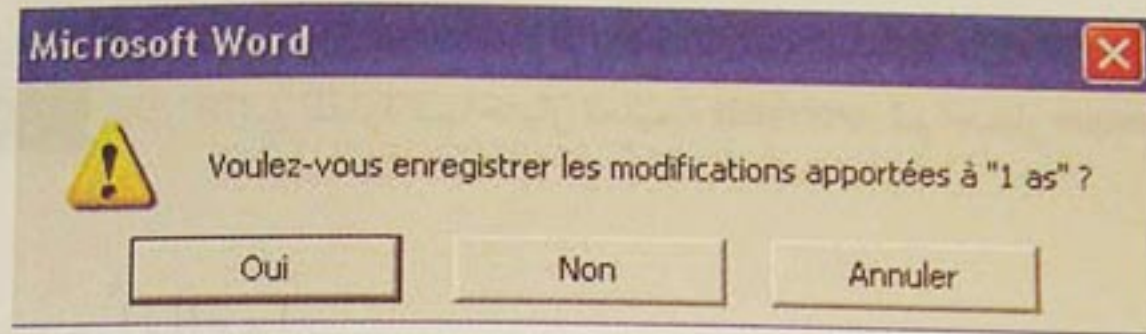 Microsoft Word
Voulez-vous enregistrer les modifications apportées à "1 as" ?
Oui Non Annuler